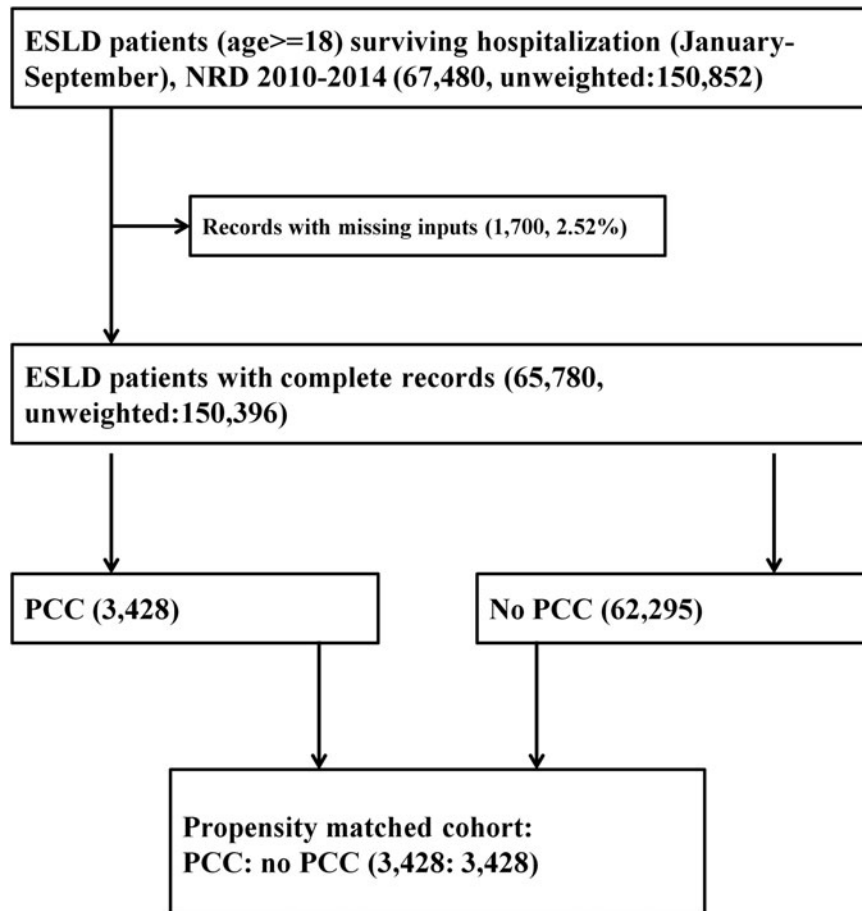 ESLD patients (age>=18) surviving hospitalization (January-
September), NRD 2010-2014 (67,480, unweighted:150,852)
Records with missing inputs (1,700, 2.52%)
ESLD patients with complete records (65,780,
unweighted:150,396)
PCC (3,428)
No PCC (62,295)
Propensity matched cohort:
PCC: no PCC (3,428: 3,428)